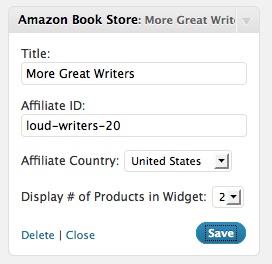 Amazon Book Store: More Great Write
Title:
More Great Writers
Affiliate ID:
loud-writers-20
Affiliate Country: United States
Display # of Products in Widget: 2
Delete | Close Save